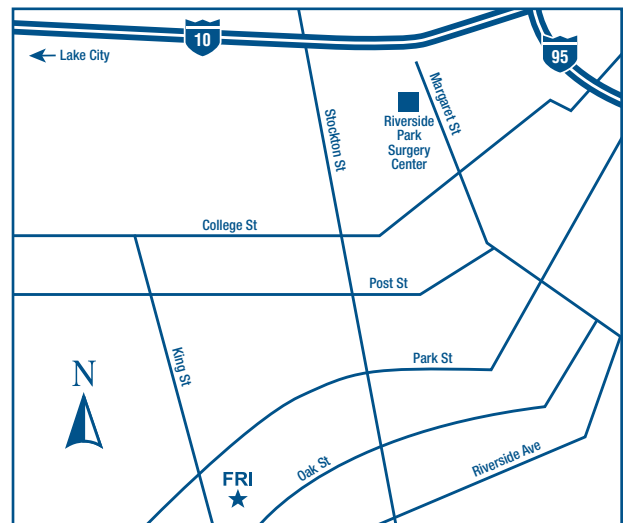 10
95
Lake City
Margaret St
Stockton St
Riverside
Park
Surgery
Center
College St
Post St
King St
Park St
N
FRI
Oak St
Riverside Ave